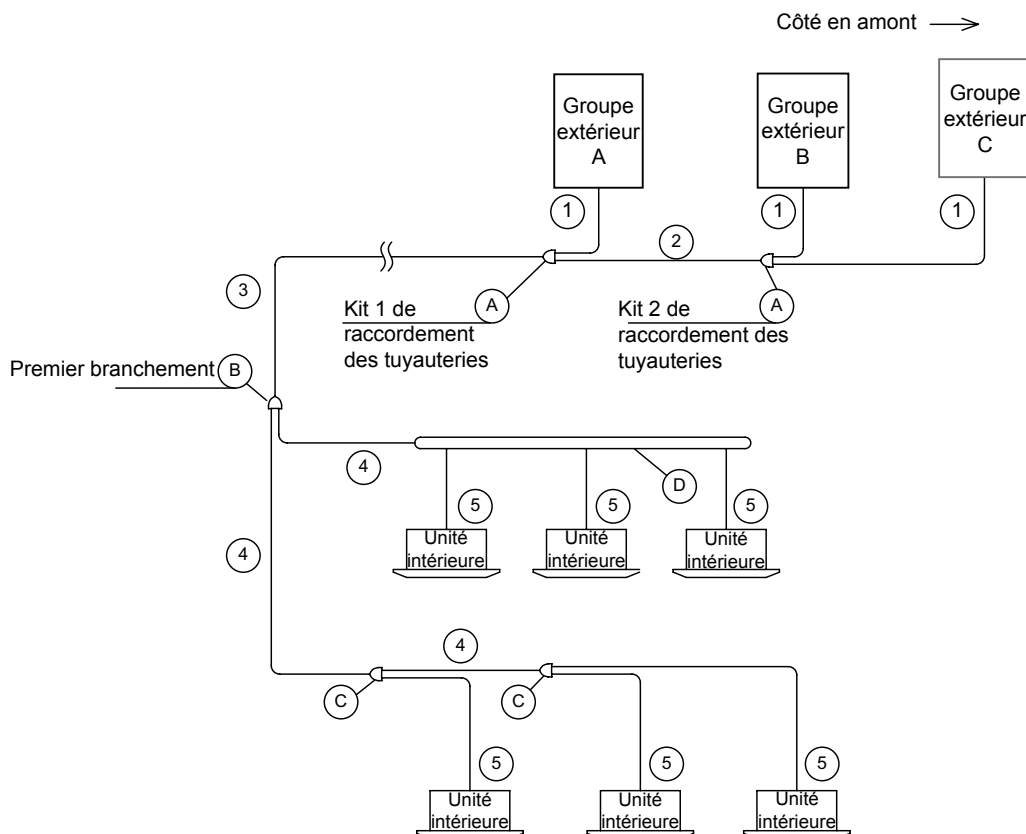 Côté en amont
Groupe
extérieur
A
Groupe
extérieur
B
Groupe
extérieur
C
1
1
1
2
3
A
Kit 1 de
raccordement
des tuyauteries
A
Kit 2 de
raccordement des
tuyauteries
Premier branchement
B
4
D
5
5
5
Unité
intérieure
Unité
intérieure
Unité
intérieure
4
4
C
C
5
5
5
Unité
intérieure
Unité
intérieure
Unité
intérieure